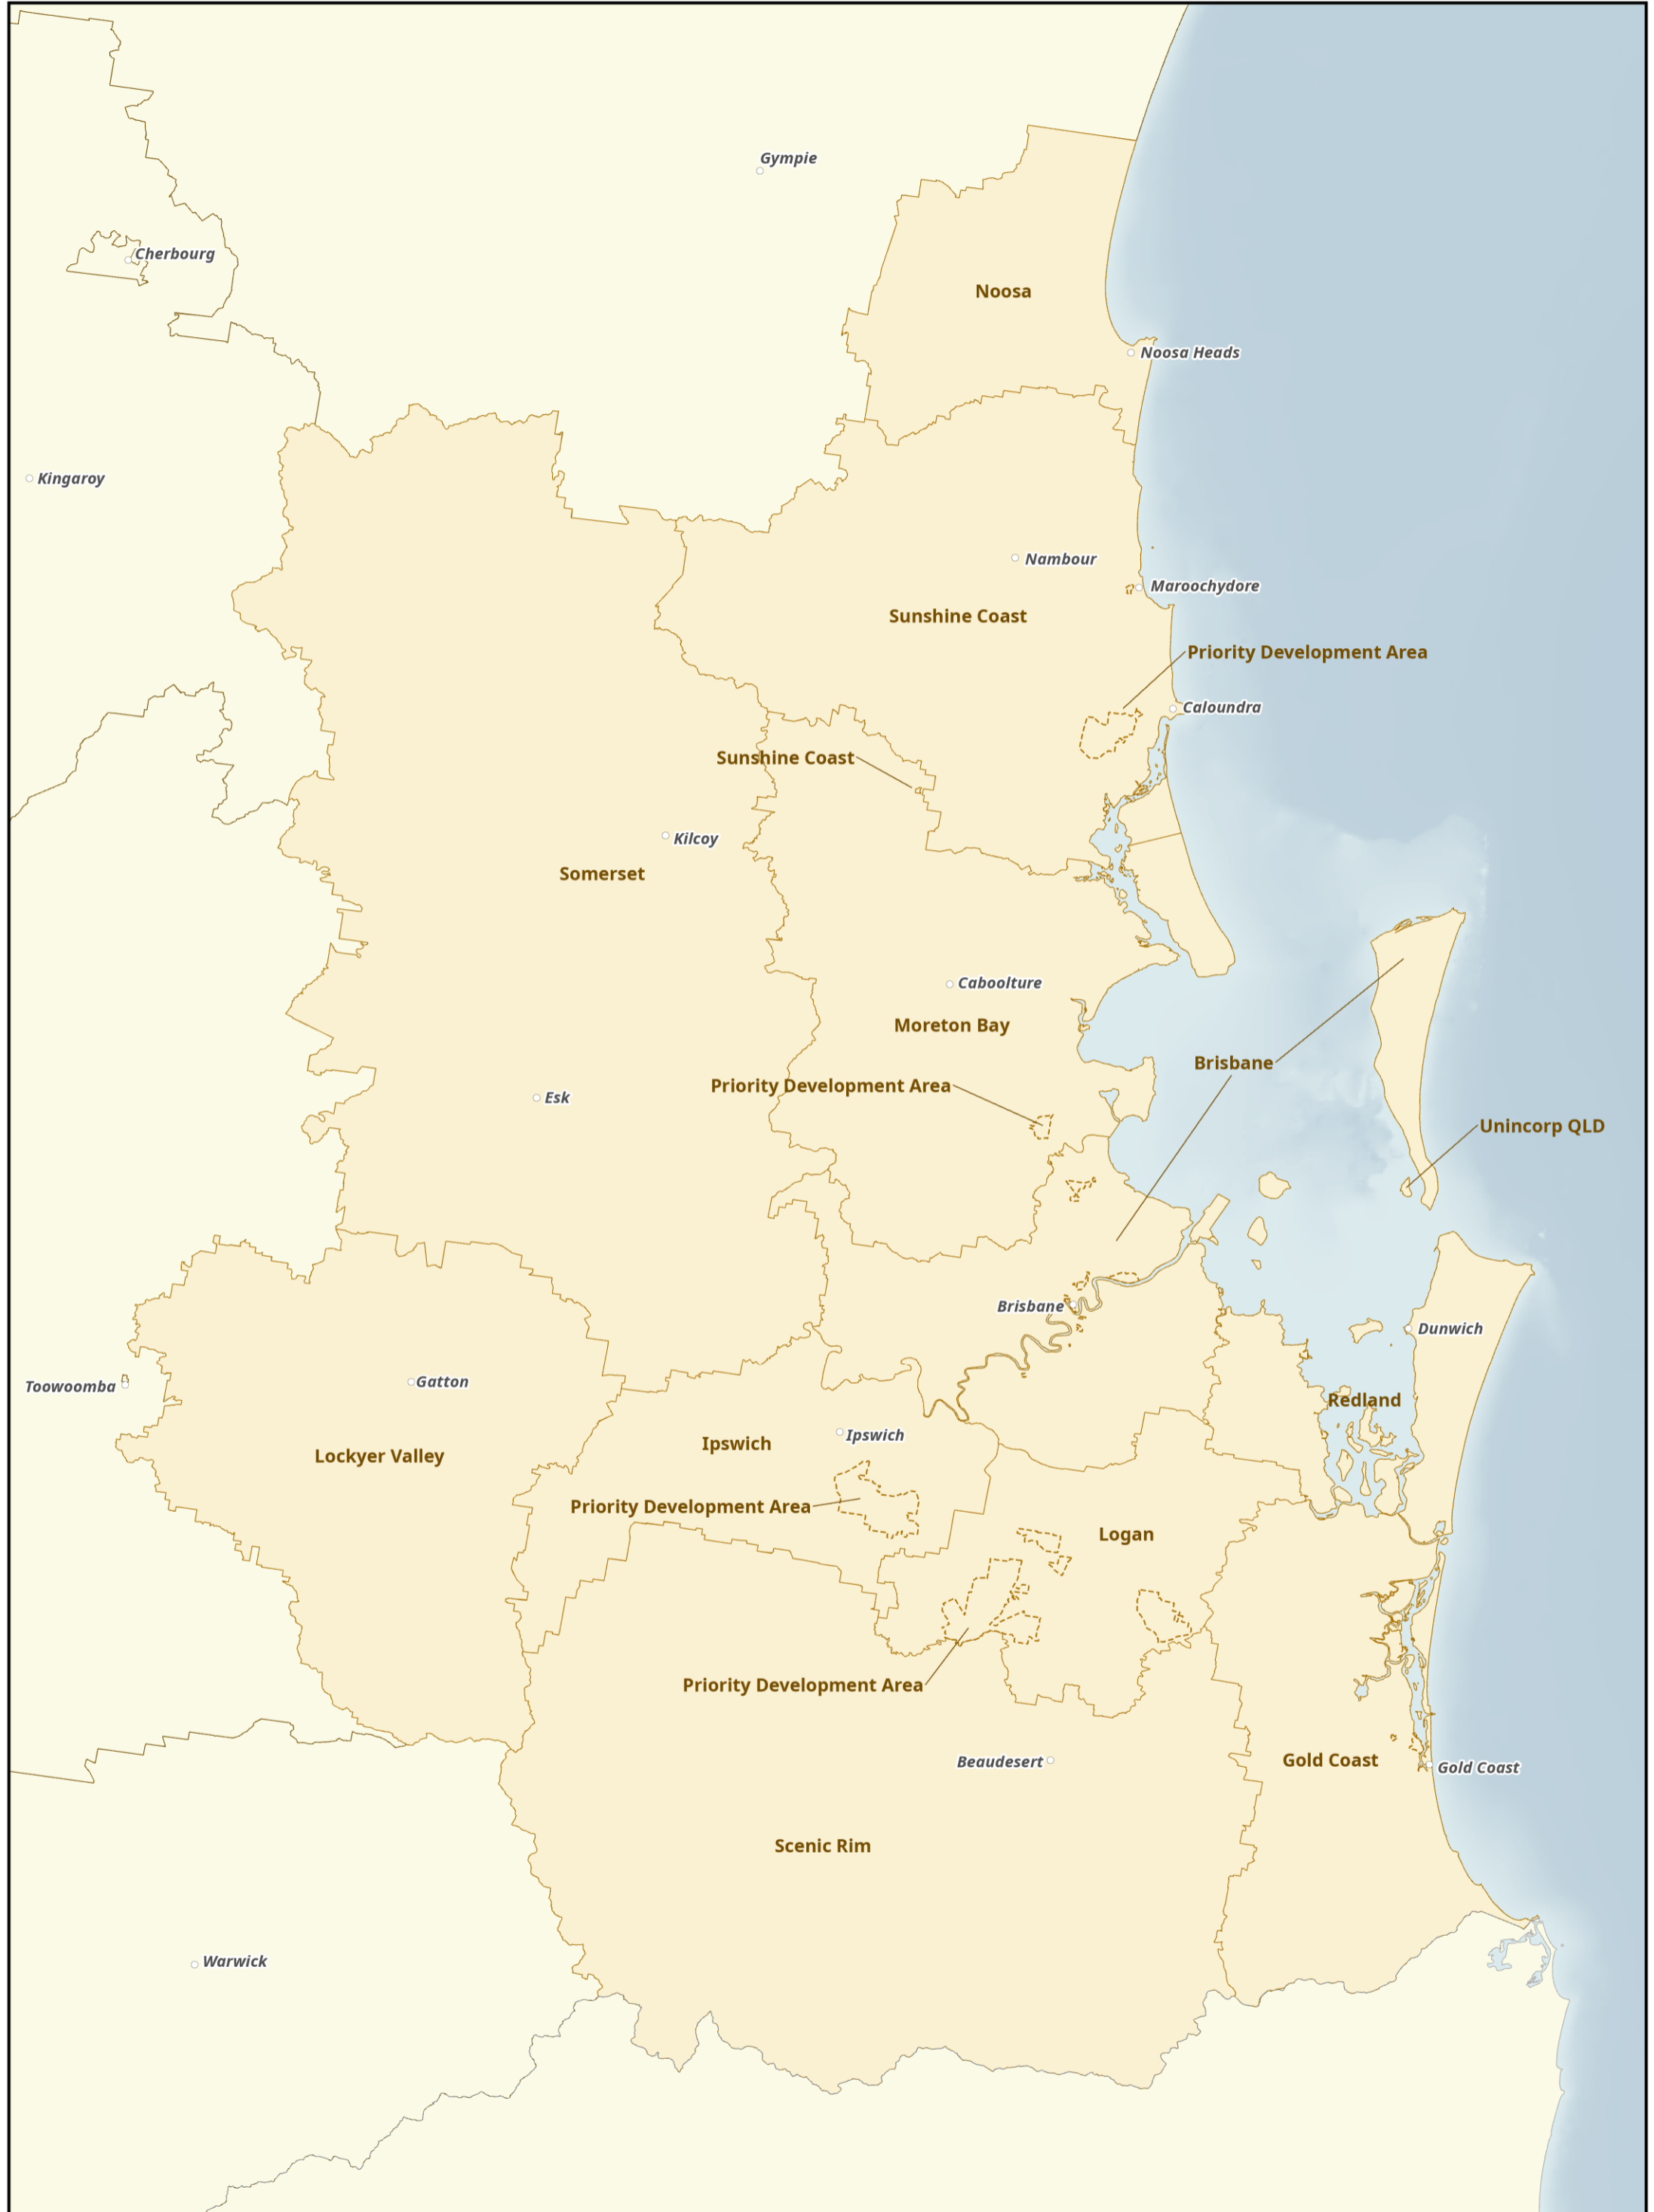 Gympie
Cherbourg
Noosa
Noosa Heads
Kingaroy
Nambour
Maroochydore
Sunshine Coast
Priority Development Area
Caloundra
Sunshine Coast
Kilcoy
Somerset
Caboolture
Moreton Bay
Brisbane
Priority Development Area
Esk
Unincorp QLD
Brisbane
Dunwich
Toowoomba
Gatton
Redland
Ipswich
Ipswich
Lockyer Valley
Priority Development Area
Logan
Priority Development Area
Beaudesert
Gold Coast
Gold Coast
Scenic Rim
Warwick